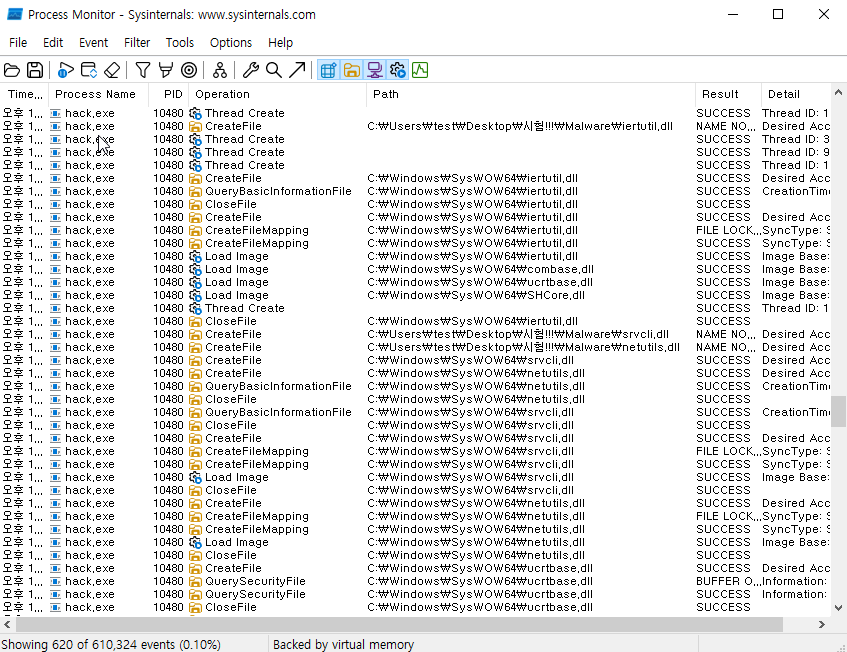 Process Monitor - Sysinternals: www.sysinternals.com
File Edit Event Filter Tools Options Help
Time... Process Name PID Operation Path Result Detail
오후 1... hack.exe 10480 Thread Create SUCCESS Thread ID: 1
오후 1... hack.exe 10480 CreateFile C:₩Users₩test₩Desktop₩시험!!!₩Malware₩iertutil.dll NAME NO... Desired Acc
오후 1... hack.exe 10480 Thread Create SUCCESS Thread ID: 3
오후 1... hack.exe 10480 Thread Create SUCCESS Thread ID: 9
오후 1... hack.exe 10480 Thread Create SUCCESS Thread ID: 1
오후 1... hack.exe 10480 CreateFile C:₩Windows₩SysWOW64₩iertutil.dll SUCCESS Desired Acc
오후 1... hack.exe 10480 QueryBasicInformationFile C:₩Windows₩SysWOW64₩iertutil.dll SUCCESS CreationTime
오후 1... hack.exe 10480 CloseFile C:₩Windows₩SysWOW64₩iertutil.dll SUCCESS
오후 1... hack.exe 10480 CreateFile C:₩Windows₩SysWOW64₩iertutil.dll SUCCESS Desired Acc
오후 1... hack.exe 10480 CreateFileMapping C:₩Windows₩SysWOW64₩iertutil.dll FILE LOCK... SyncType: S
오후 1... hack.exe 10480 CreateFileMapping C:₩Windows₩SysWOW64₩iertutil.dll SUCCESS SyncType: S
오후 1... hack.exe 10480 Load Image C:₩Windows₩SysWOW64₩iertutil.dll SUCCESS Image Base:
오후 1... hack.exe 10480 Load Image C:₩Windows₩SysWOW64₩combase.dll SUCCESS Image Base:
오후 1... hack.exe 10480 Load Image C:₩Windows₩SysWOW64₩ucrtbase.dll SUCCESS Image Base:
오후 1... hack.exe 10480 Load Image C:₩Windows₩SysWOW64₩SHCore.dll SUCCESS Image Base:
오후 1... hack.exe 10480 Thread Create SUCCESS Thread ID: 1
오후 1... hack.exe 10480 CloseFile C:₩Windows₩SysWOW64₩iertutil.dll SUCCESS
오후 1... hack.exe 10480 CreateFile C:₩Users₩test₩Desktop₩시험!!!₩Malware₩srvcli.dll NAME NO... Desired Acc
오후 1... hack.exe 10480 CreateFile C:₩Users₩test₩Desktop₩시험!!!₩Malware₩netutils.dll NAME NO... Desired Acc
오후 1... hack.exe 10480 CreateFile C:₩Windows₩SysWOW64₩srvcli.dll SUCCESS Desired Acc
오후 1... hack.exe 10480 CreateFile C:₩Windows₩SysWOW64₩netutils.dll SUCCESS Desired Acc
오후 1... hack.exe 10480 QueryBasicInformationFile C:₩Windows₩SysWOW64₩netutils.dll SUCCESS CreationTime
오후 1... hack.exe 10480 CloseFile C:₩Windows₩SysWOW64₩netutils.dll SUCCESS
오후 1... hack.exe 10480 QueryBasicInformationFile C:₩Windows₩SysWOW64₩srvcli.dll SUCCESS CreationTime
오후 1... hack.exe 10480 CloseFile C:₩Windows₩SysWOW64₩srvcli.dll SUCCESS
오후 1... hack.exe 10480 CreateFile C:₩Windows₩SysWOW64₩srvcli.dll SUCCESS Desired Acc
오후 1... hack.exe 10480 CreateFileMapping C:₩Windows₩SysWOW64₩srvcli.dll FILE LOCK... SyncType: S
오후 1... hack.exe 10480 CreateFileMapping C:₩Windows₩SysWOW64₩srvcli.dll SUCCESS SyncType: S
오후 1... hack.exe 10480 Load Image C:₩Windows₩SysWOW64₩srvcli.dll SUCCESS Image Base:
오후 1... hack.exe 10480 CloseFile C:₩Windows₩SysWOW64₩srvcli.dll SUCCESS
오후 1... hack.exe 10480 CreateFile C:₩Windows₩SysWOW64₩netutils.dll SUCCESS Desired Acc
오후 1... hack.exe 10480 CreateFileMapping C:₩Windows₩SysWOW64₩netutils.dll FILE LOCK... SyncType: S
오후 1... hack.exe 10480 CreateFileMapping C:₩Windows₩SysWOW64₩netutils.dll SUCCESS SyncType: S
오후 1... hack.exe 10480 Load Image C:₩Windows₩SysWOW64₩netutils.dll SUCCESS Image Base:
오후 1... hack.exe 10480 CloseFile C:₩Windows₩SysWOW64₩netutils.dll SUCCESS
오후 1... hack.exe 10480 CreateFile C:₩Windows₩SysWOW64₩ucrtbase.dll SUCCESS Desired Acc
오후 1... hack.exe 10480 QuerySecurityFile C:₩Windows₩SysWOW64₩ucrtbase.dll BUFFER O... Information:
오후 1... hack.exe 10480 QuerySecurityFile C:₩Windows₩SysWOW64₩ucrtbase.dll SUCCESS Information:
오후 1... hack.exe 10480 CloseFile C:₩Windows₩SysWOW64₩ucrtbase.dll SUCCESS
Showing 620 of 610,324 events (0.10%) Backed by virtual memory